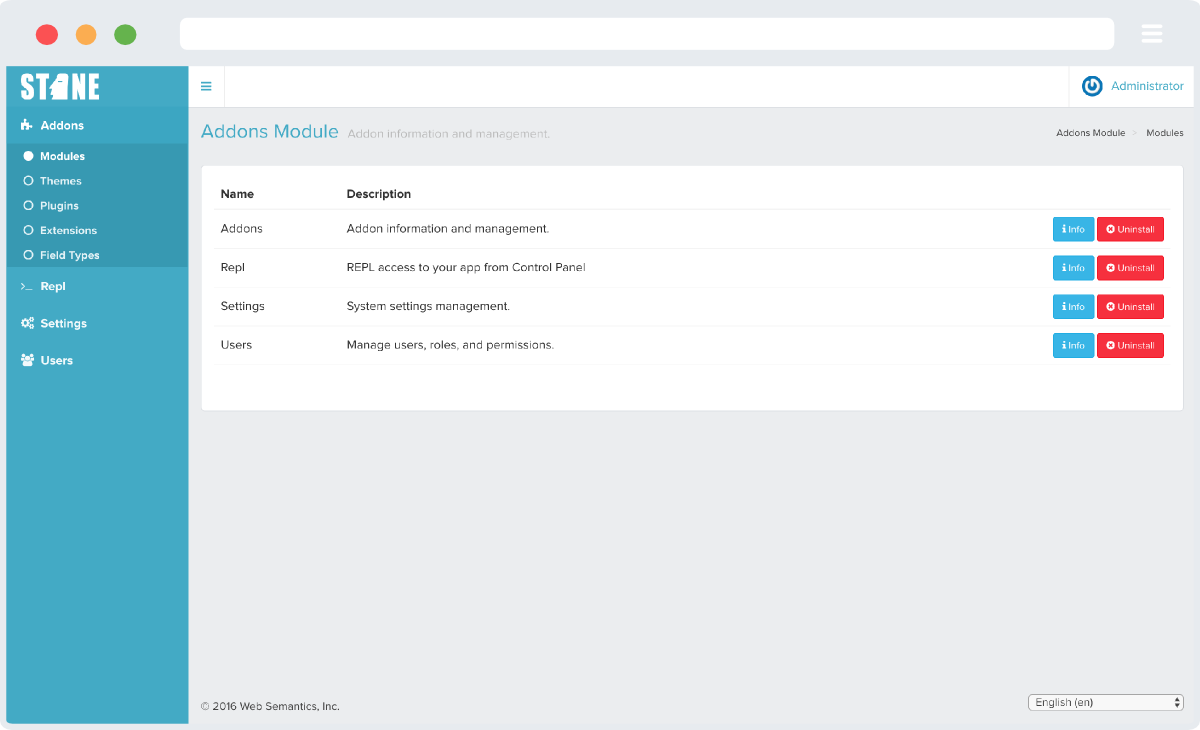 STONE
Administrator
Addons
Modules
Themes
Plugins
Extensions
Field Types
Repl
Settings
Users
Addons Module Addon information and management.
Addons Module > Modules
Name Description
Addons Addon information and management. Info Uninstall
Repl REPL access to your app from Control Panel Info Uninstall
Settings System settings management. Info Uninstall
Users Manage users, roles, and permissions. Info Uninstall
© 2016 Web Semantics, Inc.
English (en)